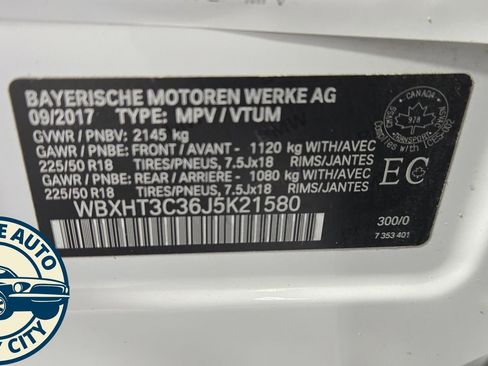 BAYERISCHE MOTOREN WERKE AG
09/2017 TYPE: MPV / VTUM
GVWR / PNBV: 2145 kg
GAWR / PNBE: FRONT / AVANT - 1120 kg WITH/AVEC
225/50 R18 TIRES/PNEUS, 7.5Jx18 RIMS/JANTES
GAWR / PNBE: REAR / ARRIERE - 1080 kg WITH/AVEC
225/50 R18 TIRES/PNEUS, 7.5Jx18 RIMS/JANTES
WBXHT3C36J5K21580
CANADA
978
TRANSPORT
EC
300/0
7 353 401
AUTO
CITY